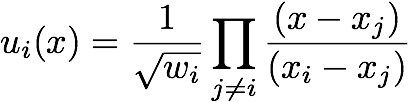 u_i(x) = \frac{1}{\sqrt{w_i}} \prod_{j \neq i} \frac{(x - x_j)}{(x_i - x_j)}